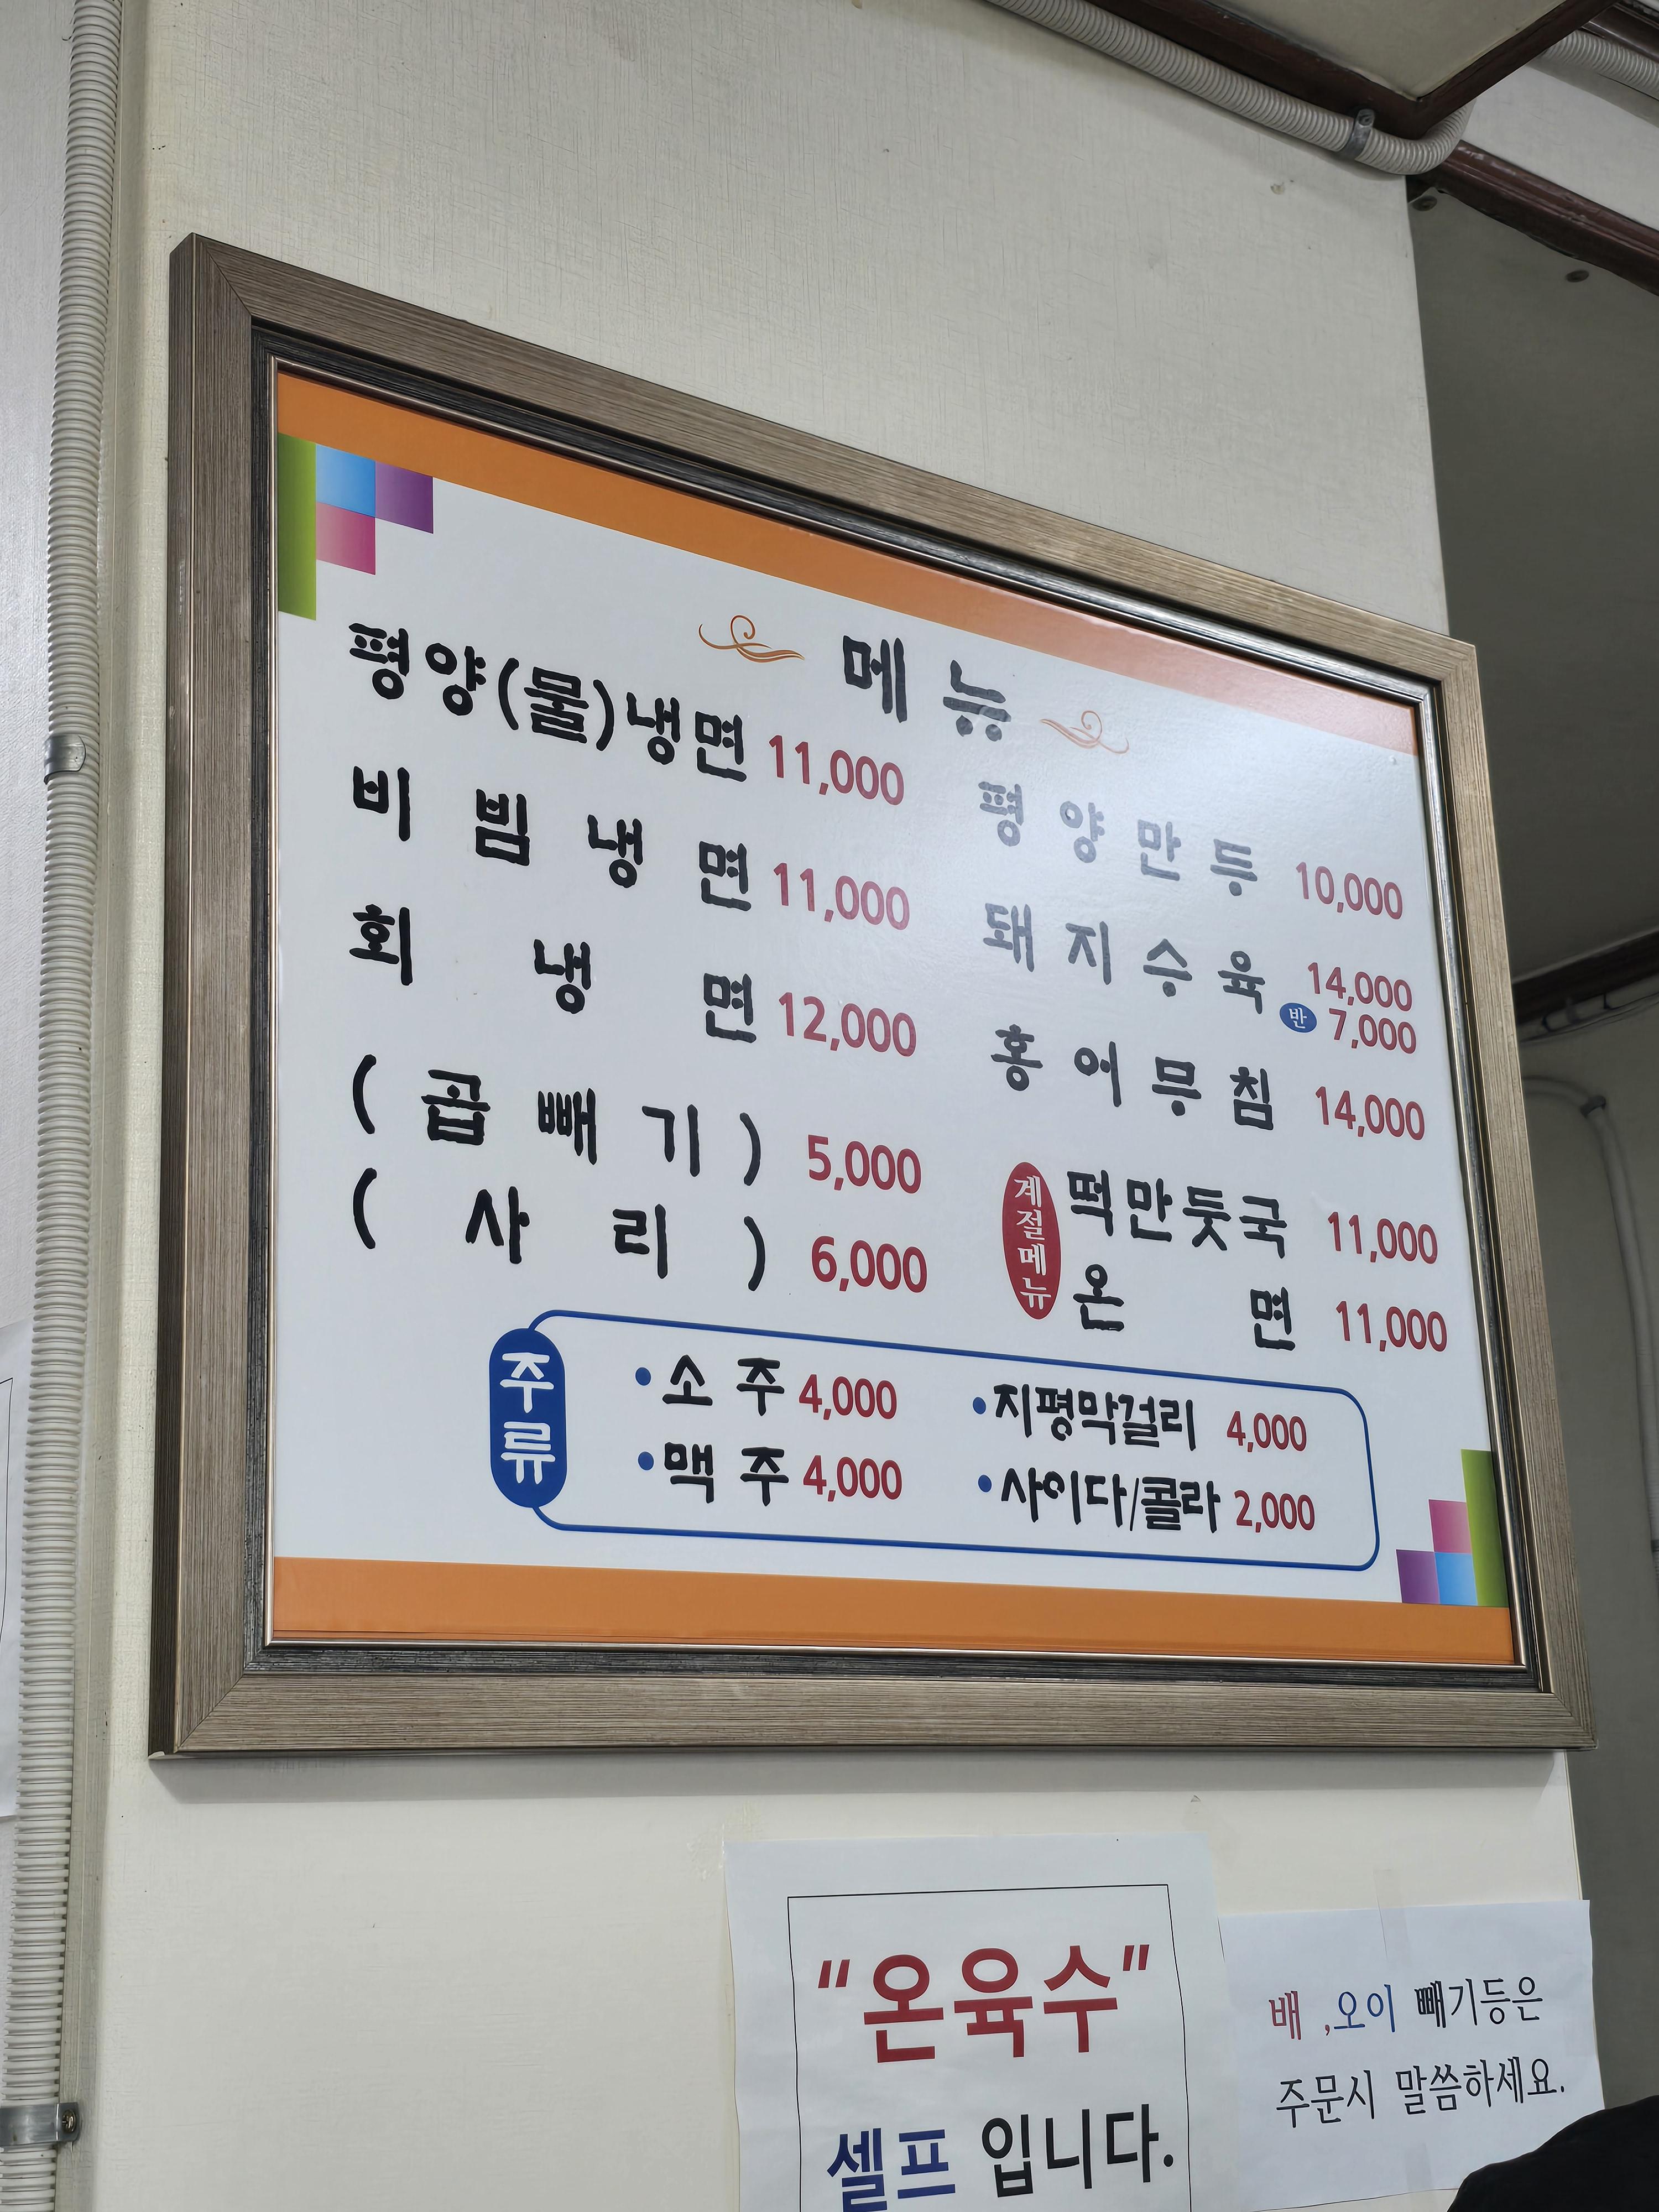 메뉴
평양(물)냉면 11,000
비빔냉면 11,000
회냉면 12,000
(곱빼기) 5,000
(사리) 6,000
평양만두 10,000
돼지수육 14,000
반 7,000
홍어무침 14,000
계절메뉴
떡만둣국 11,000
온면 11,000
주류
•소주 4,000
•맥주 4,000
•지평막걸리 4,000
•사이다/콜라 2,000
“온육수”
셀프 입니다.
배 ,오이 빼기등은
주문시 말씀하세요.